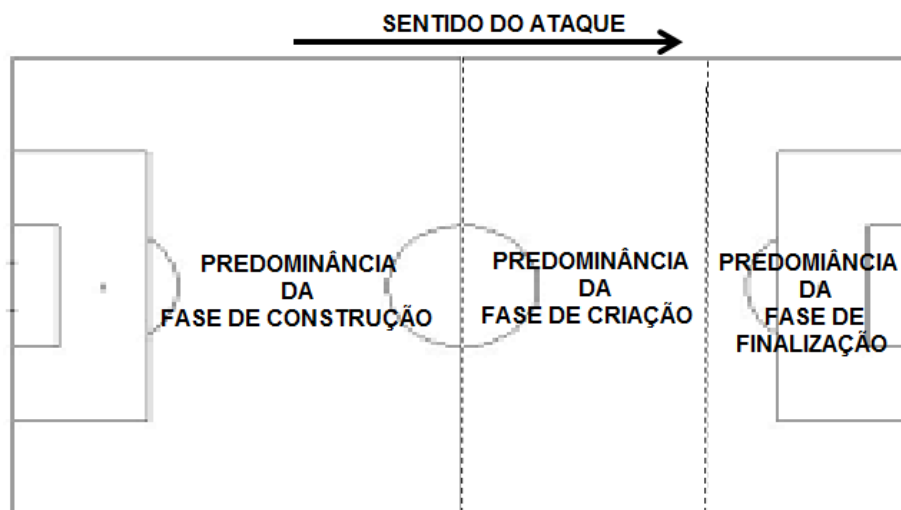 SENTIDO DO ATAQUE
PREDOMINÂNCIA
DA
FASE DE CONSTRUÇÃO
PREDOMINÂNCIA
DA
FASE DE CRIAÇÃO
PREDOMIÂNCIA
DA
FASE DE
FINALIZAÇÃO